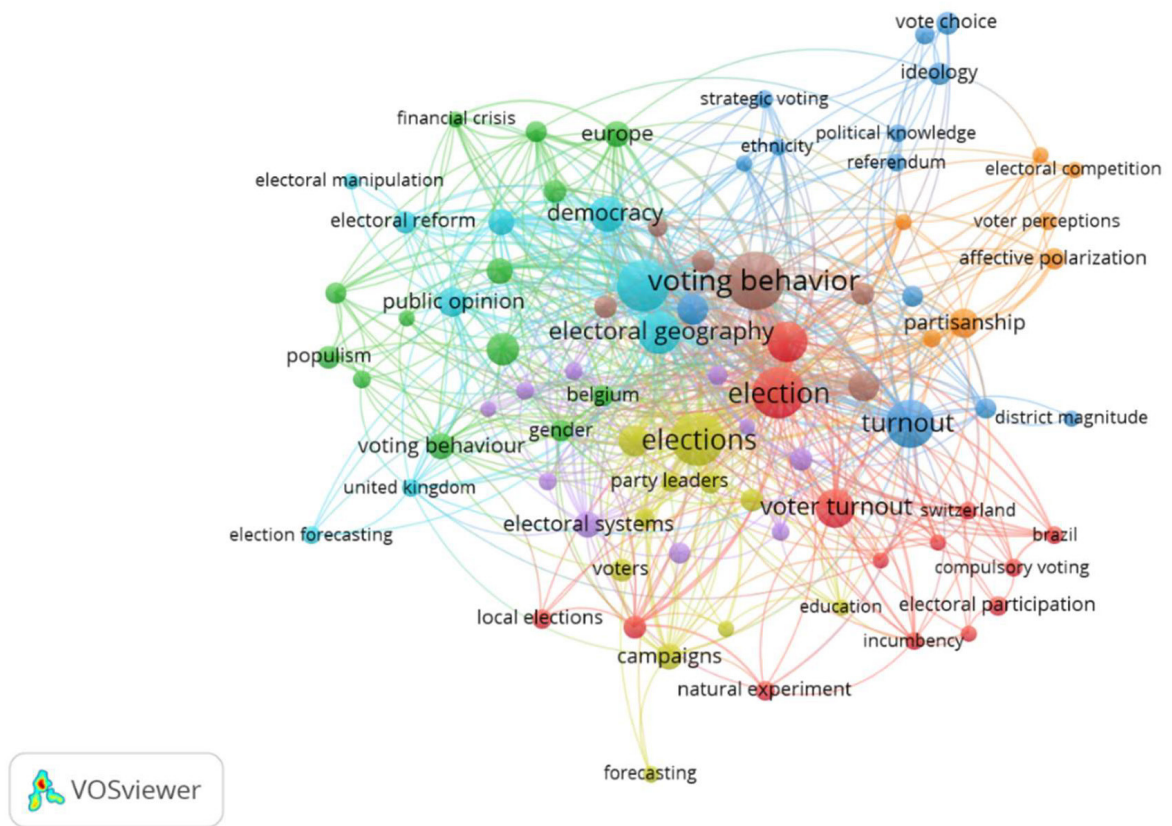 vote choice
ideology
strategic voting
financial crisis
europe
political knowledge
ethnicity
referendum
electoral competition
electoral manipulation
democracy
electoral reform
voter perceptions
affective polarization
voting behavior
public opinion
partisanship
electoral geography
populism
belgium
election
district magnitude
turnout
gender
elections
voting behaviour
party leaders
united kingdom
voter turnout
switzerland
electoral systems
election forecasting
brazil
voters
compulsory voting
education
electoral participation
local elections
incumbency
campaigns
natural experiment
forecasting
VOSviewer